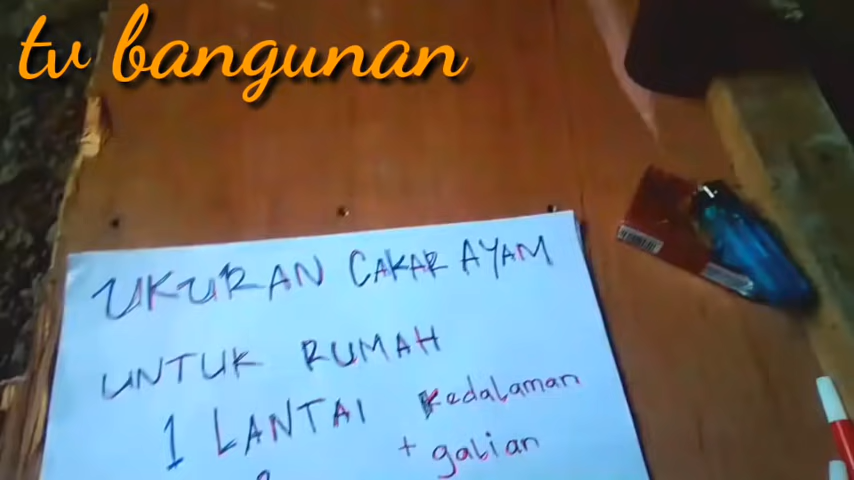 tv bangunan
UKURAN CAKAR AYAM
UNTUK RUMAH
1 LANTAI kedalaman
+ galian